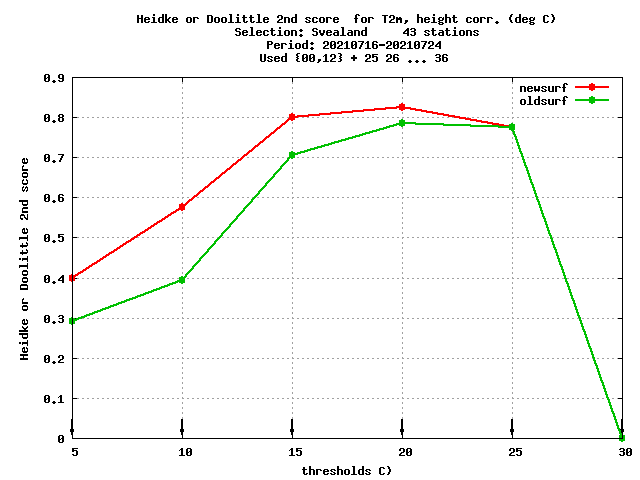 Heidke or Doolittle 2nd score  for T2m, height corr. (deg C)
Selection: Svealand     43 stations
Period: 20210716-20210724
Used {00,12} + 25 26 ... 36
newsurf
oldsurf
Heidke or Doolittle 2nd score
0.9
0.8
0.7
0.6
0.5
0.4
0.3
0.2
0.1
0
5 10 15 20 25 30
thresholds C)